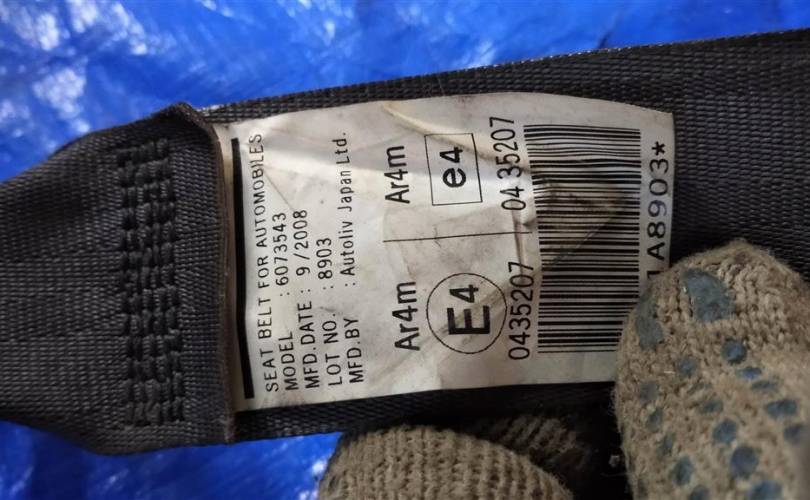 SEAT BELT FOR AUTOMOBILES
MODEL : 6073543
MFD.DATE : 9/2008
LOT NO. : 8903
MFD.BY : Autoliv Japan Ltd.
Ar4m Ar4m
E4 e4
0435207 04 35207
1A8903*